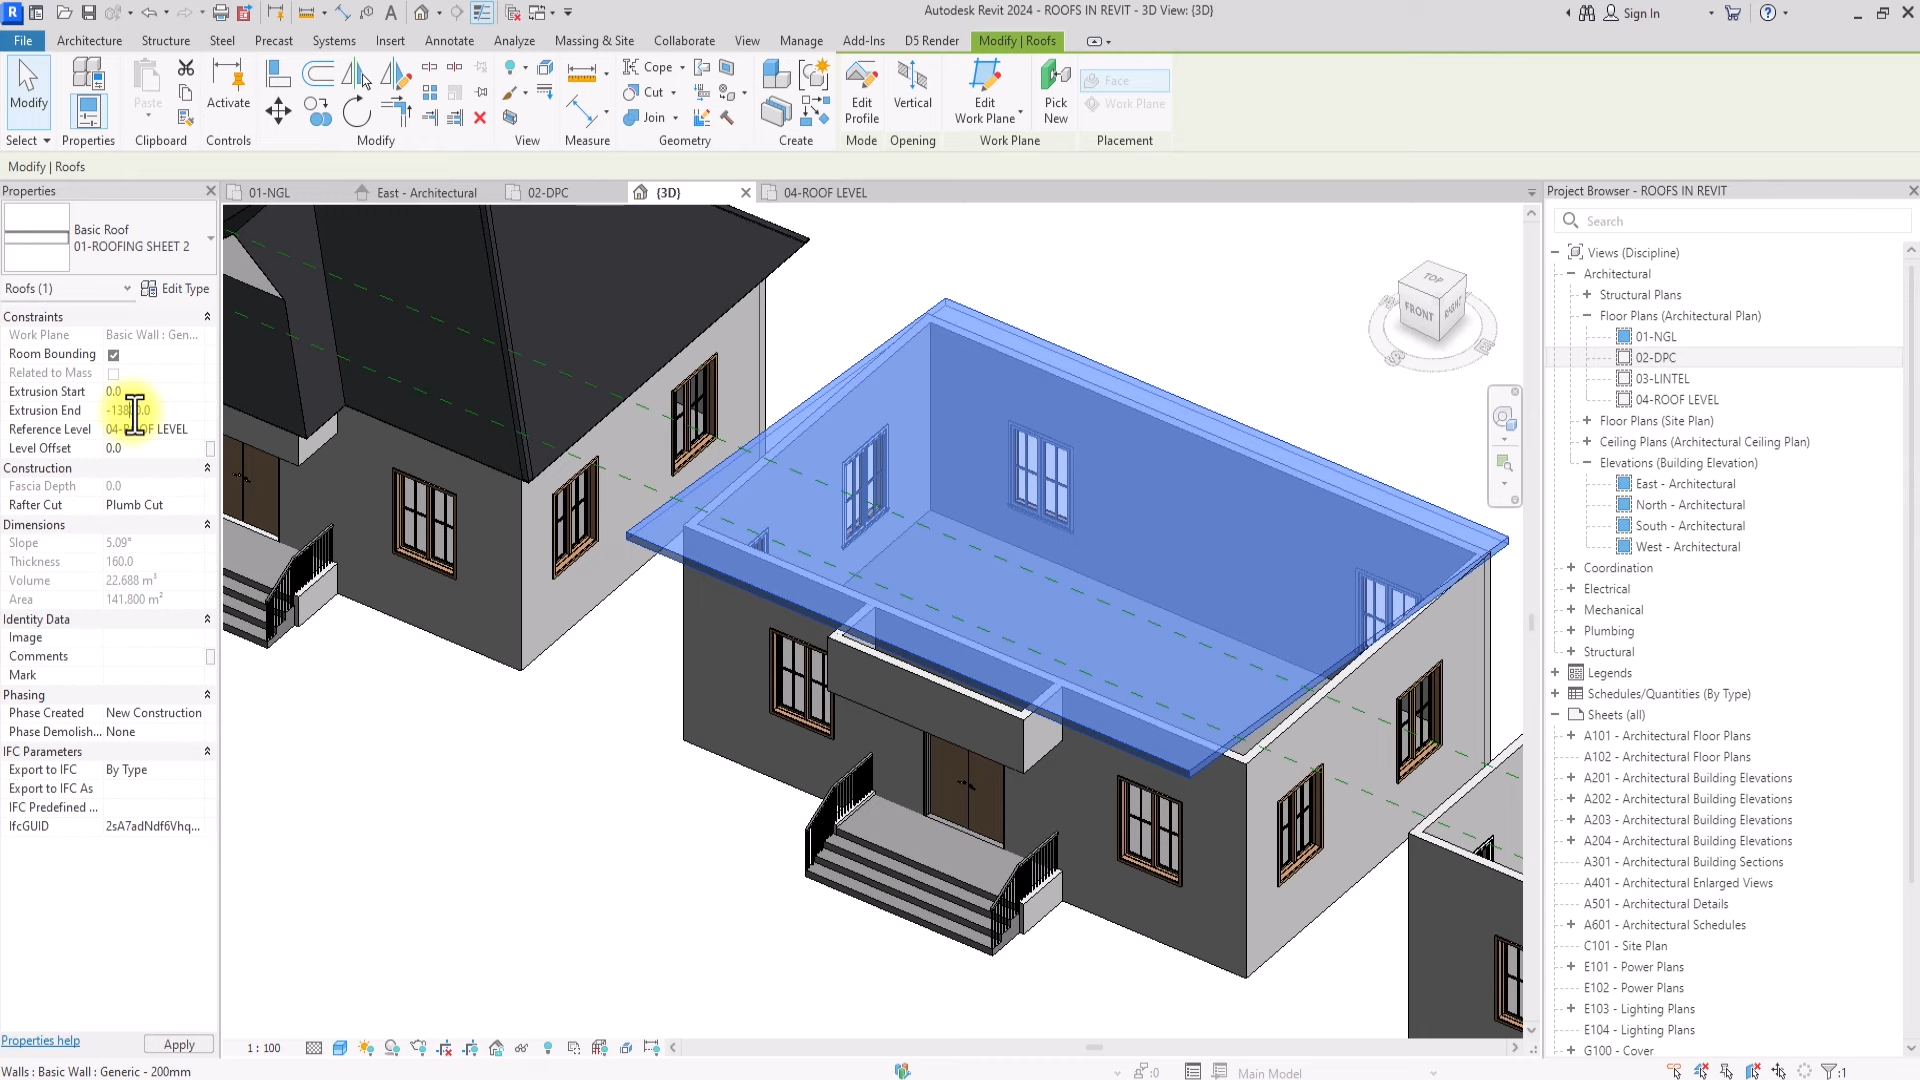 Autodesk Revit 2024 - ROOFS IN REVIT - 3D View: {3D}
Sign In
File Architecture Structure Steel Precast Systems Insert Annotate Analyze Massing & Site Collaborate View Manage Add-Ins D5 Render Modify | Roofs
Modify
Paste
Activate
Cope
Cut
Join
Edit Profile
Vertical
Edit Work Plane
Pick New
Face
Work Plane
Select Properties Clipboard Controls Modify View Measure Geometry Create Mode Opening Work Plane Placement
Modify | Roofs
Properties
01-NGL East - Architectural 02-DPC {3D} 04-ROOF LEVEL
Basic Roof
01-ROOFING SHEET 2
Roofs (1) Edit Type
Constraints
Work Plane Basic Wall : Gen...
Room Bounding
Related to Mass
Extrusion Start 0.0
Extrusion End
Reference Level LEVEL
Level Offset 0.0
Construction
Fascia Depth 0.0
Rafter Cut Plumb Cut
Dimensions
Slope 5.09°
Thickness 160.0
Volume 22.688 m³
Area 141.800 m²
Identity Data
Image
Comments
Mark
Phasing
Phase Created New Construction
Phase Demolish... None
IFC Parameters
Export to IFC By Type
Export to IFC As
IFC Predefined ...
IfcGUID 2sA7adNdf6Vhq...
Properties help Apply
TOP
FRONT
RIGHT
Project Browser - ROOFS IN REVIT
Search
Views (Discipline)
Architectural
Structural Plans
Floor Plans (Architectural Plan)
01-NGL
02-DPC
03-LINTEL
04-ROOF LEVEL
Floor Plans (Site Plan)
Ceiling Plans (Architectural Ceiling Plan)
Elevations (Building Elevation)
East - Architectural
North - Architectural
South - Architectural
West - Architectural
Coordination
Electrical
Mechanical
Plumbing
Structural
Legends
Schedules/Quantities (By Type)
Sheets (all)
A101 - Architectural Floor Plans
A102 - Architectural Floor Plans
A201 - Architectural Building Elevations
A202 - Architectural Building Elevations
A203 - Architectural Building Elevations
A204 - Architectural Building Elevations
A301 - Architectural Building Sections
A401 - Architectural Enlarged Views
A501 - Architectural Details
A601 - Architectural Schedules
C101 - Site Plan
E101 - Power Plans
E102 - Power Plans
E103 - Lighting Plans
E104 - Lighting Plans
G100 - Cover
1 : 100
Walls : Basic Wall : Generic - 200mm
:0
Main Model
:1